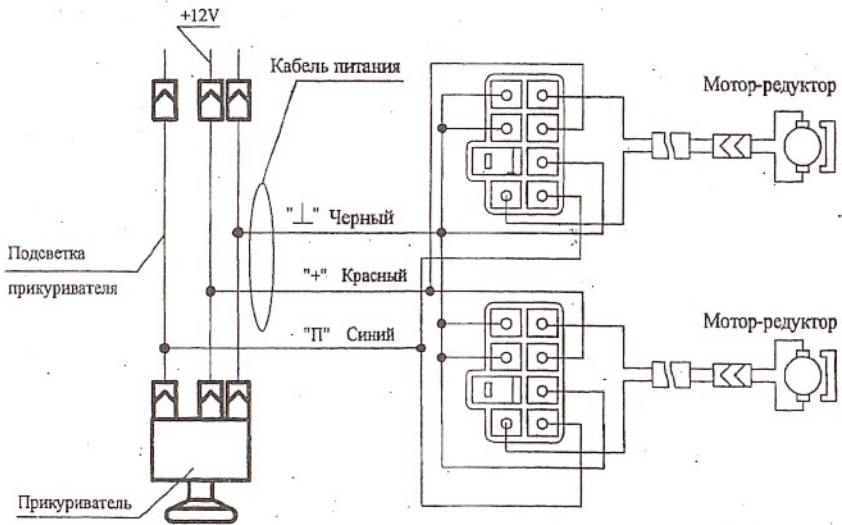 +12V
Кабель питания
Мотор-редуктор
"⊥" Черный
Подсветка
прикуривателя
"+" Красный
"П" Синий
Мотор-редуктор
Прикуриватель